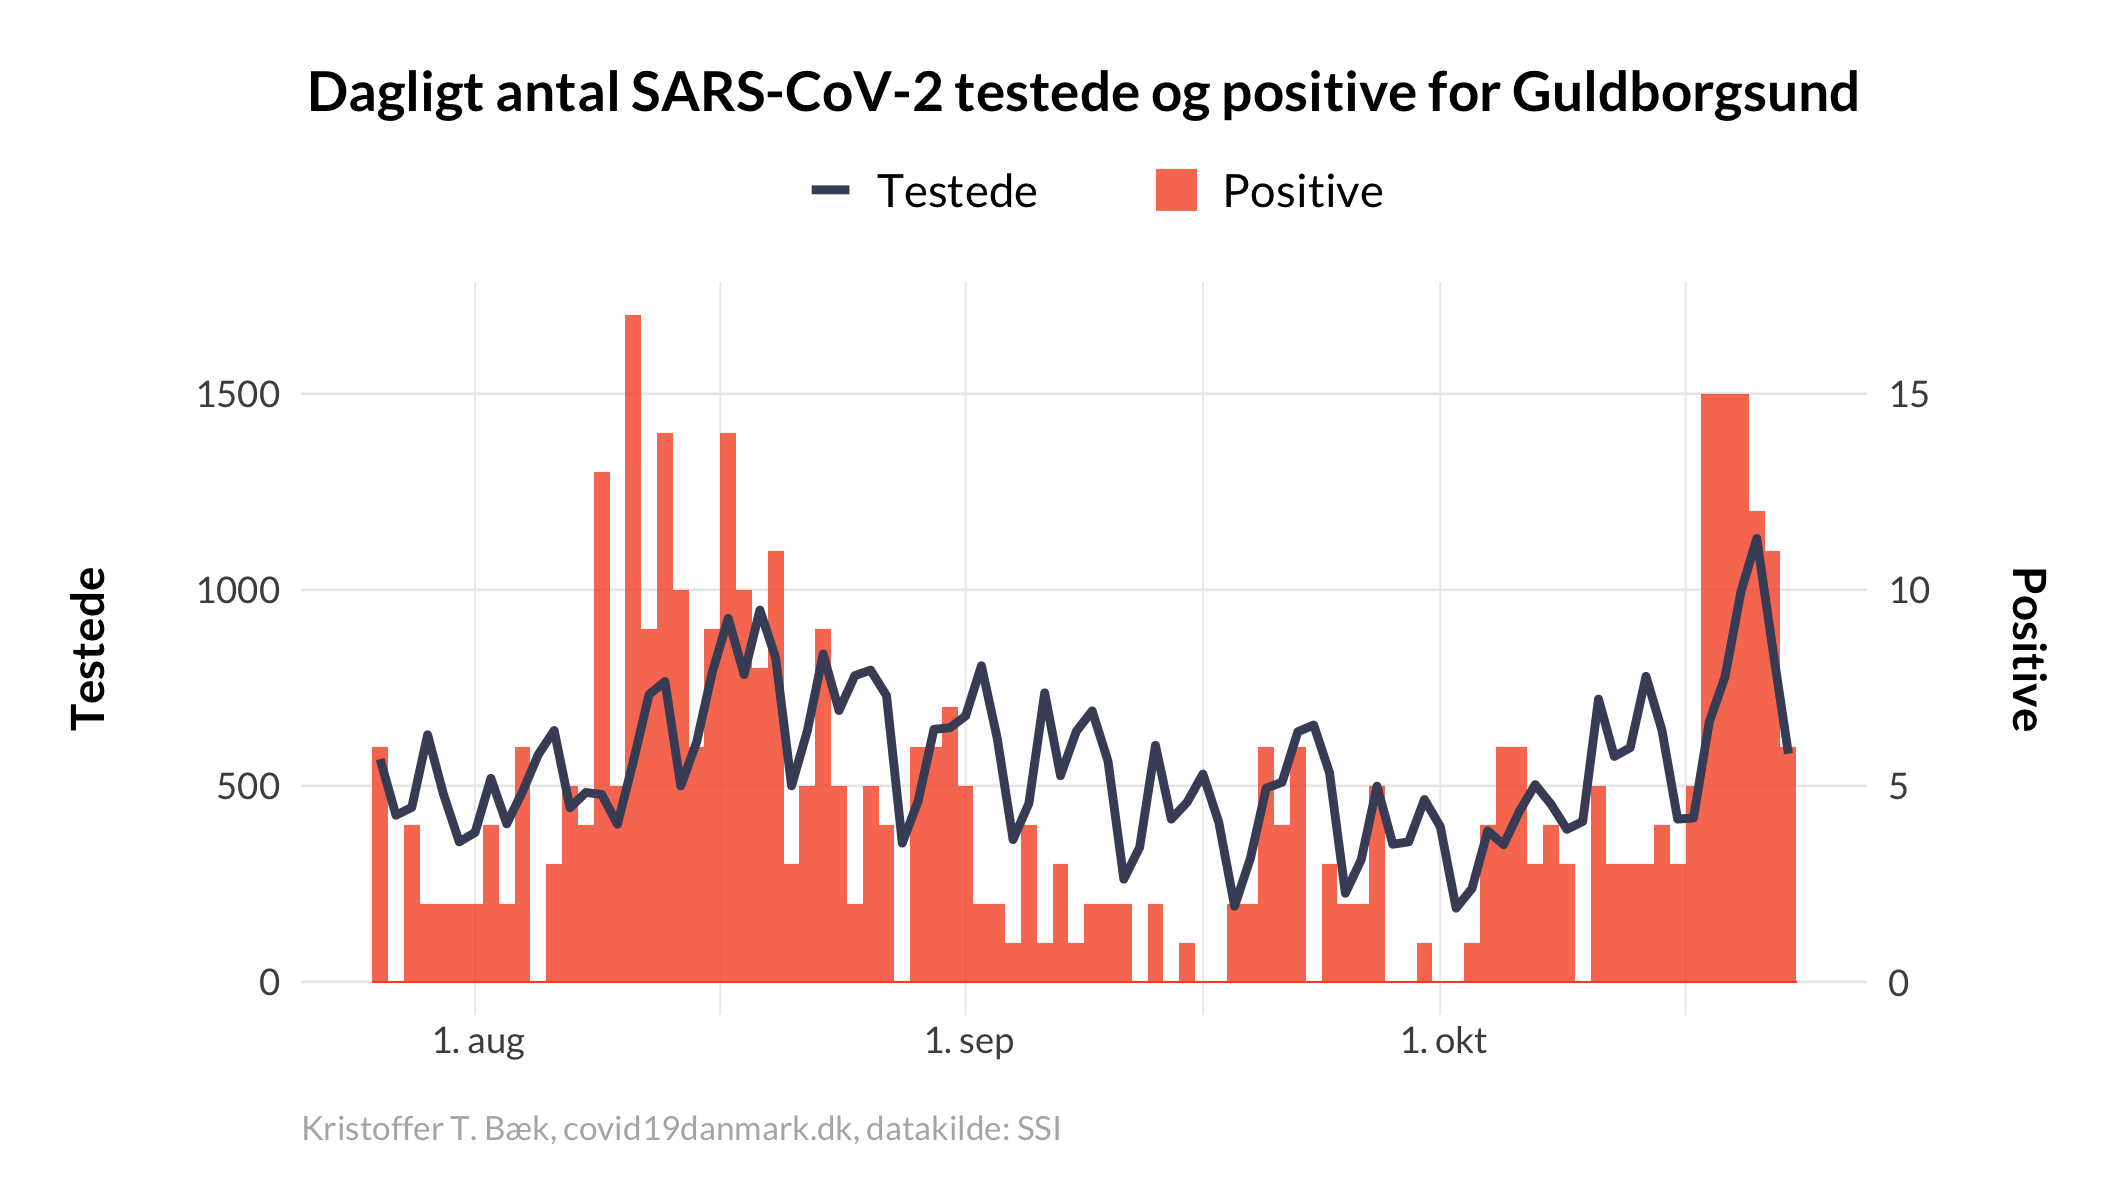 Dagligt antal SARS-CoV-2 testede og positive for Guldborgsund
Testede
Positive
Testede
1500
1000
500
0
15
10
5
0
Positive
1. aug
1. sep
1. okt
Kristoffer T. Bæk, covid19danmark.dk, datakilde: SSI